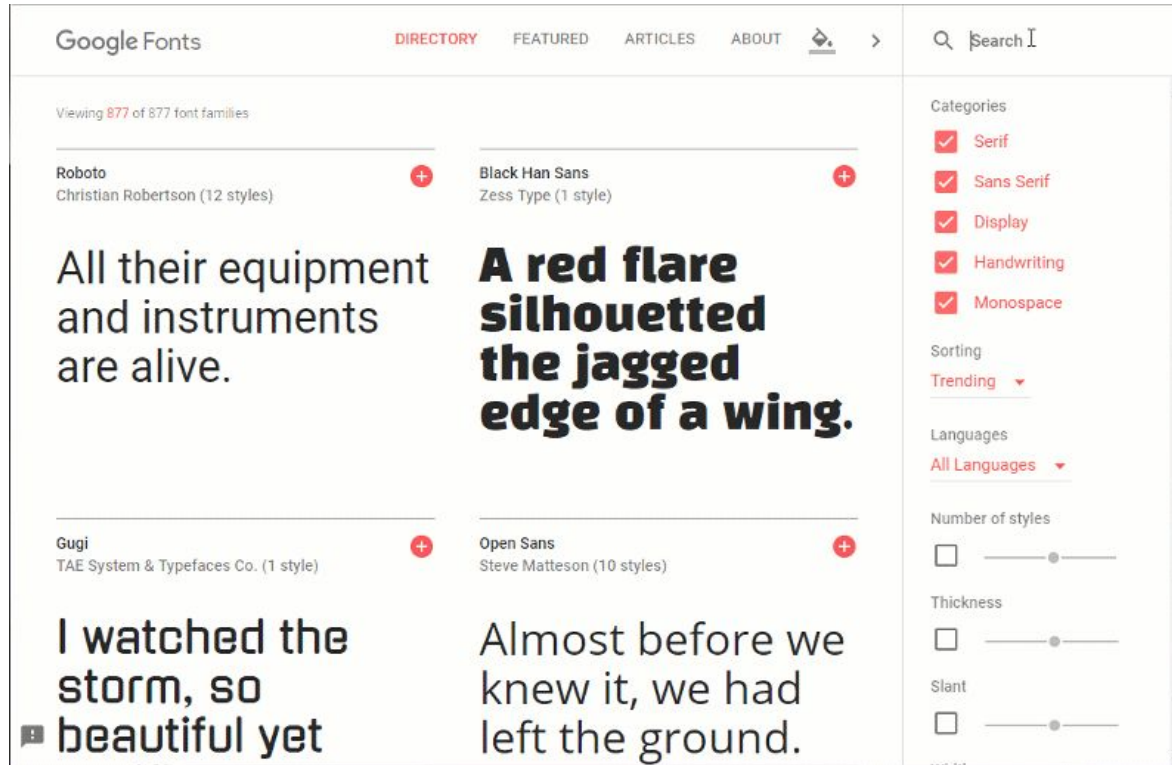 Google Fonts
DIRECTORY FEATURED ARTICLES ABOUT
Search
Viewing 877 of 877 font families
Roboto
Christian Robertson (12 styles)
All their equipment
and instruments
are alive.
Black Han Sans
Zess Type (1 style)
A red flare
silhouetted
the jagged
edge of a wing.
Gugi
TAE System & Typefaces Co. (1 style)
I watched the
storm, so
beautiful yet
Open Sans
Steve Matteson (10 styles)
Almost before we
knew it, we had
left the ground.
Categories
Serif
Sans Serif
Display
Handwriting
Monospace
Sorting
Trending
Languages
All Languages
Number of styles
Thickness
Slant